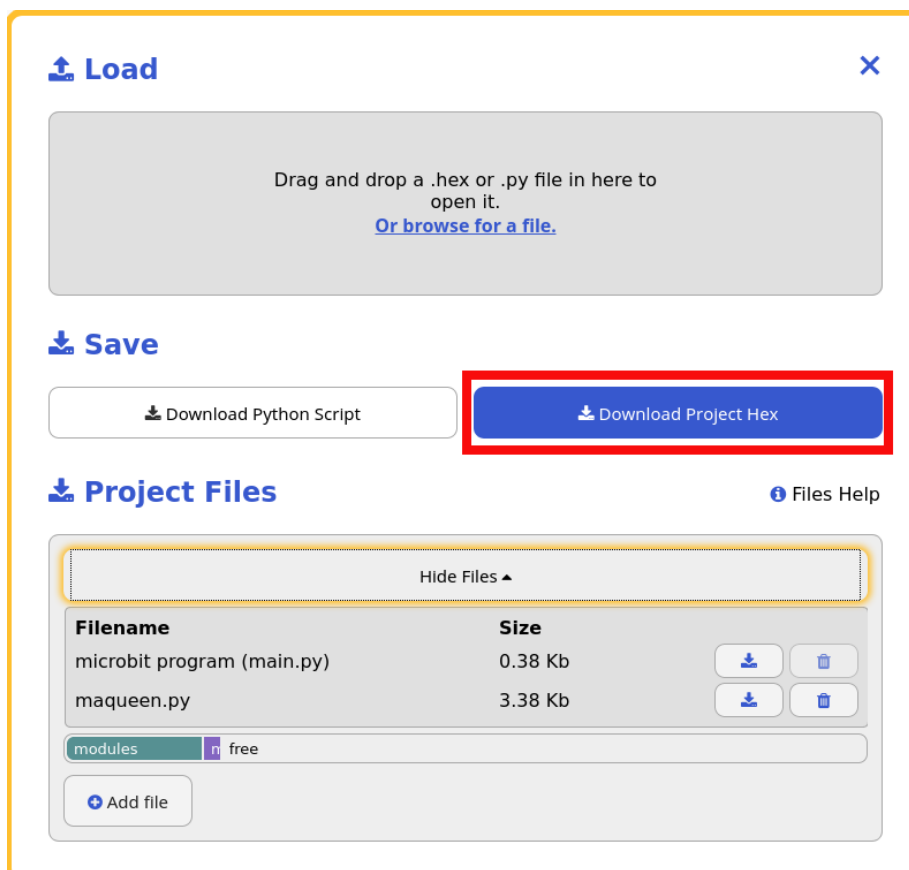 Load
Drag and drop a .hex or .py file in here to
open it.
Or browse for a file.
Save
Download Python Script
Download Project Hex
Project Files
Files Help
Hide Files
Filename Size
microbit program (main.py) 0.38 Kb
maqueen.py 3.38 Kb
modules m free
Add file